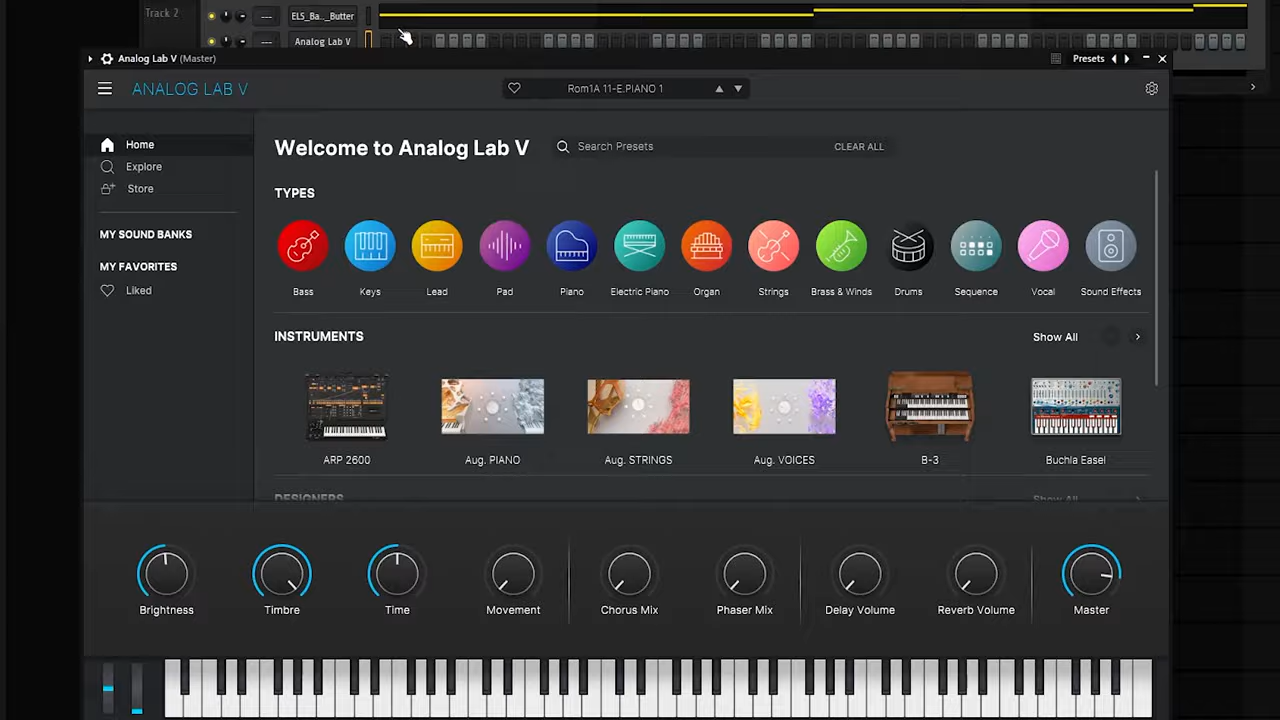 Track 2
--- ELS_Ba.._Butter
--- Analog Lab V
Analog Lab V (Master)
Presets
ANALOG LAB V
Rom1A 11-E.PIANO 1
Home
Explore
Store
MY SOUND BANKS
MY FAVORITES
Liked
Welcome to Analog Lab V
Search Presets
CLEAR ALL
TYPES
Bass Keys Lead Pad Piano Electric Piano Organ Strings Brass & Winds Drums Sequence Vocal Sound Effects
INSTRUMENTS
Show All
ARP 2600 Aug. PIANO Aug. STRINGS Aug. VOICES B-3 Buchla Easel
DESIGNERS
Show All
Brightness Timbre Time Movement Chorus Mix Phaser Mix Delay Volume Reverb Volume Master